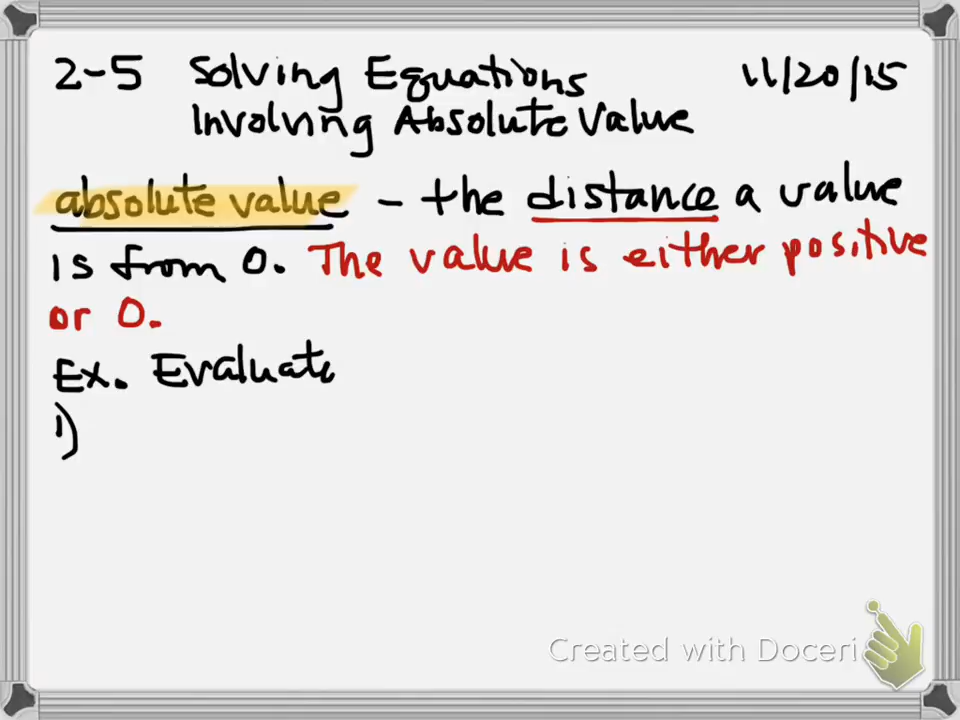 2-5 Solving Equations 11/20/15
Involving Absolute Value
absolute value - the distance a value
is from 0. The value is either positive
or 0.
Ex. Evaluate
1)
Created with Doceri